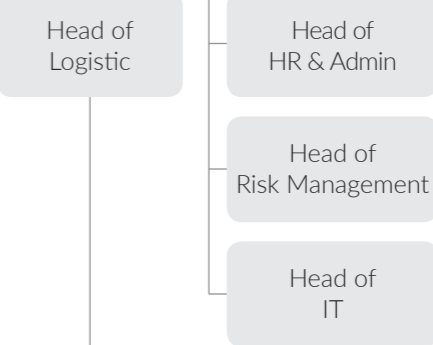 Head of
Logistic
Head of
HR & Admin
Head of
Risk Management
Head of
IT